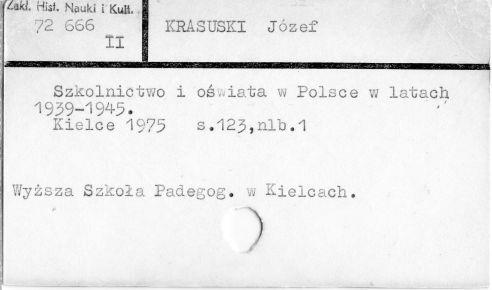 Zakł. Hist. Nauki i Kult.
72 666
II
KRASUSKI Józef
Szkolnictwo i oświata w Polsce w latach
1939-1945.
Kielce 1975 s.123,nlb.1
Wyższa Szkoła Padegog. w Kielcach.